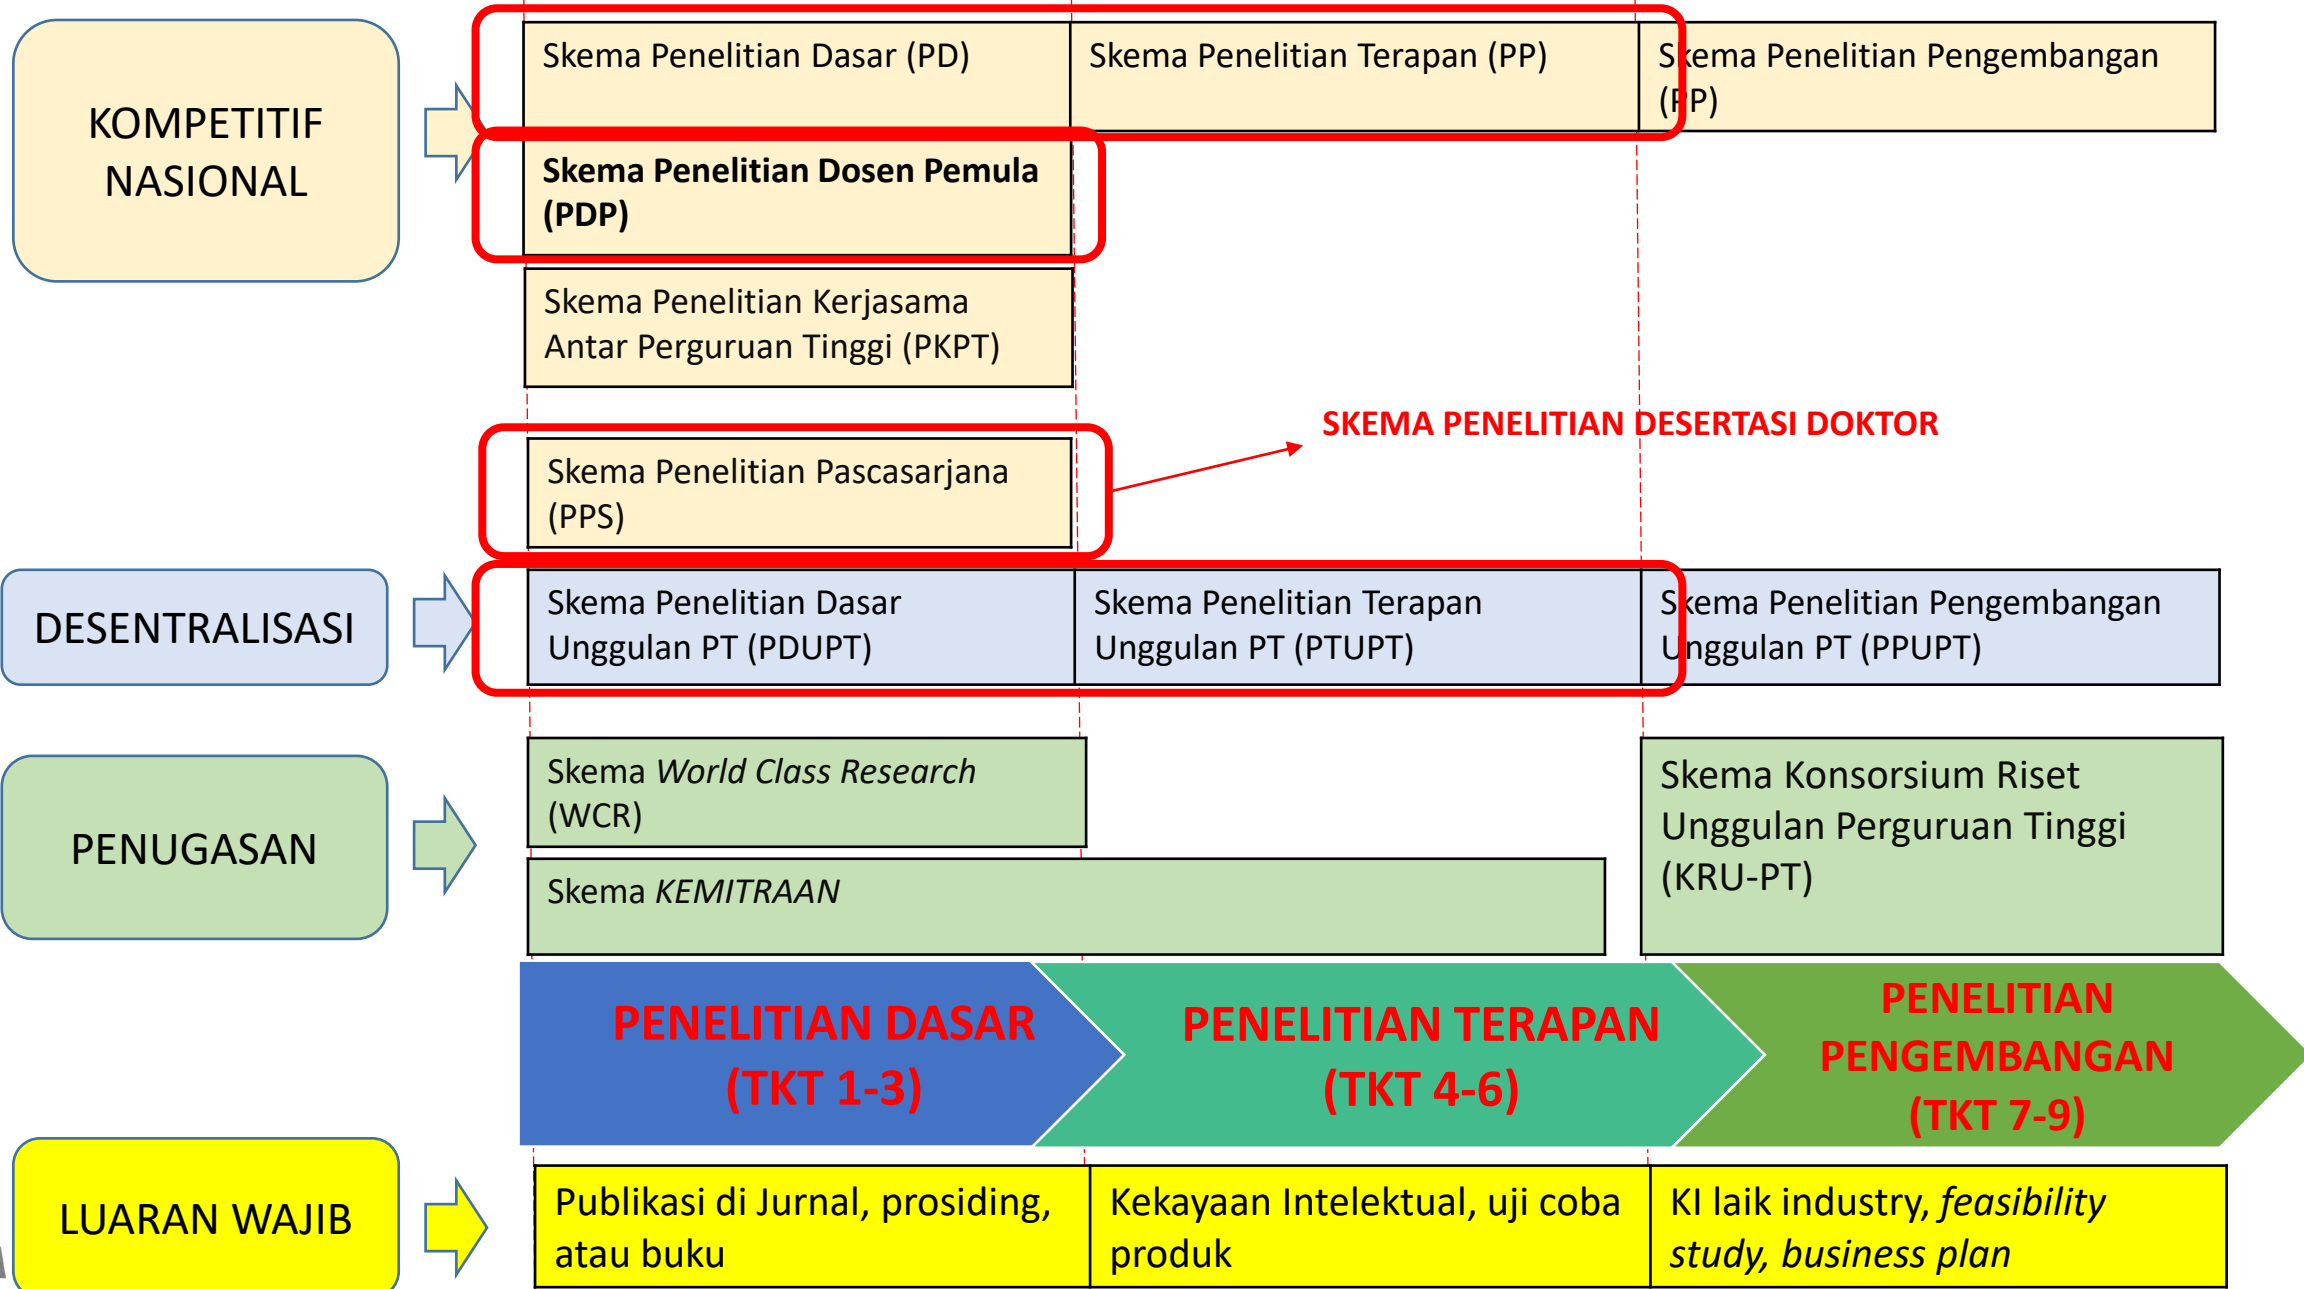 KOMPETITIF
NASIONAL
Skema Penelitian Dasar (PD)
Skema Penelitian Terapan (PP)
Skema Penelitian Pengembangan
(PP)
Skema Penelitian Dosen Pemula
(PDP)
Skema Penelitian Kerjasama
Antar Perguruan Tinggi (PKPT)
SKEMA PENELITIAN DESERTASI DOKTOR
Skema Penelitian Pascasarjana
(PPS)
DESENTRALISASI
Skema Penelitian Dasar
Unggulan PT (PDUPT)
Skema Penelitian Terapan
Unggulan PT (PTUPT)
Skema Penelitian Pengembangan
Unggulan PT (PPUPT)
PENUGASAN
Skema World Class Research
(WCR)
Skema KEMITRAAN
Skema Konsorsium Riset
Unggulan Perguruan Tinggi
(KRU-PT)
PENELITIAN DASAR
(TKT 1-3)
PENELITIAN TERAPAN
(TKT 4-6)
PENELITIAN
PENGEMBANGAN
(TKT 7-9)
LUARAN WAJIB
Publikasi di Jurnal, prosiding,
atau buku
Kekayaan Intelektual, uji coba
produk
KI laik industry, feasibility
study, business plan